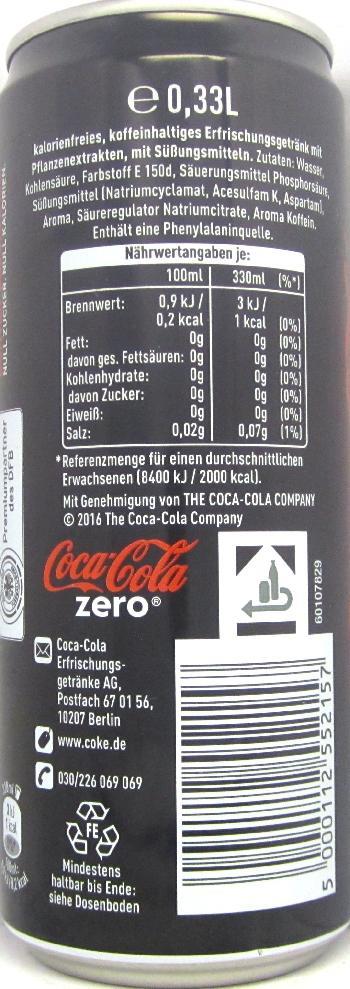 ℮ 0,33L
kalorienfreies, koffeinhaltiges Erfrischungsgetränk mit
Pflanzenextrakten, mit Süßungsmitteln. Zutaten: Wasser,
Kohlensäure, Farbstoff E 150d, Säuerungsmittel Phosphorsäure,
Süßungsmittel (Natriumcyclamat, Acesulfam K, Aspartam),
Aroma, Säureregulator Natriumcitrate, Aroma Koffein.
Enthält eine Phenylalaninquelle.
Nährwertangaben je:
100ml 330ml (%*)
Brennwert: 0,9 kJ / 3 kJ /
0,2 kcal 1 kcal (0%)
Fett: 0g 0g (0%)
davon ges. Fettsäuren: 0g 0g (0%)
Kohlenhydrate: 0g 0g (0%)
davon Zucker: 0g 0g (0%)
Eiweiß: 0g 0g (0%)
Salz: 0,02g 0,07g (1%)
*Referenzmenge für einen durchschnittlichen
Erwachsenen (8400 kJ / 2000 kcal).
Mit Genehmigung von THE COCA-COLA COMPANY
© 2016 The Coca-Cola Company
Coca-Cola
zero®
60107829
Coca-Cola
Erfrischungs-
getränke AG,
Postfach 67 01 56,
10207 Berlin
www.coke.de
030/226 069 069
FE
Mindestens
haltbar bis Ende:
siehe Dosenboden
5 000112 552157
NULL ZUCKER. NULL KALORIEN.
Premiumpartner
des DFB